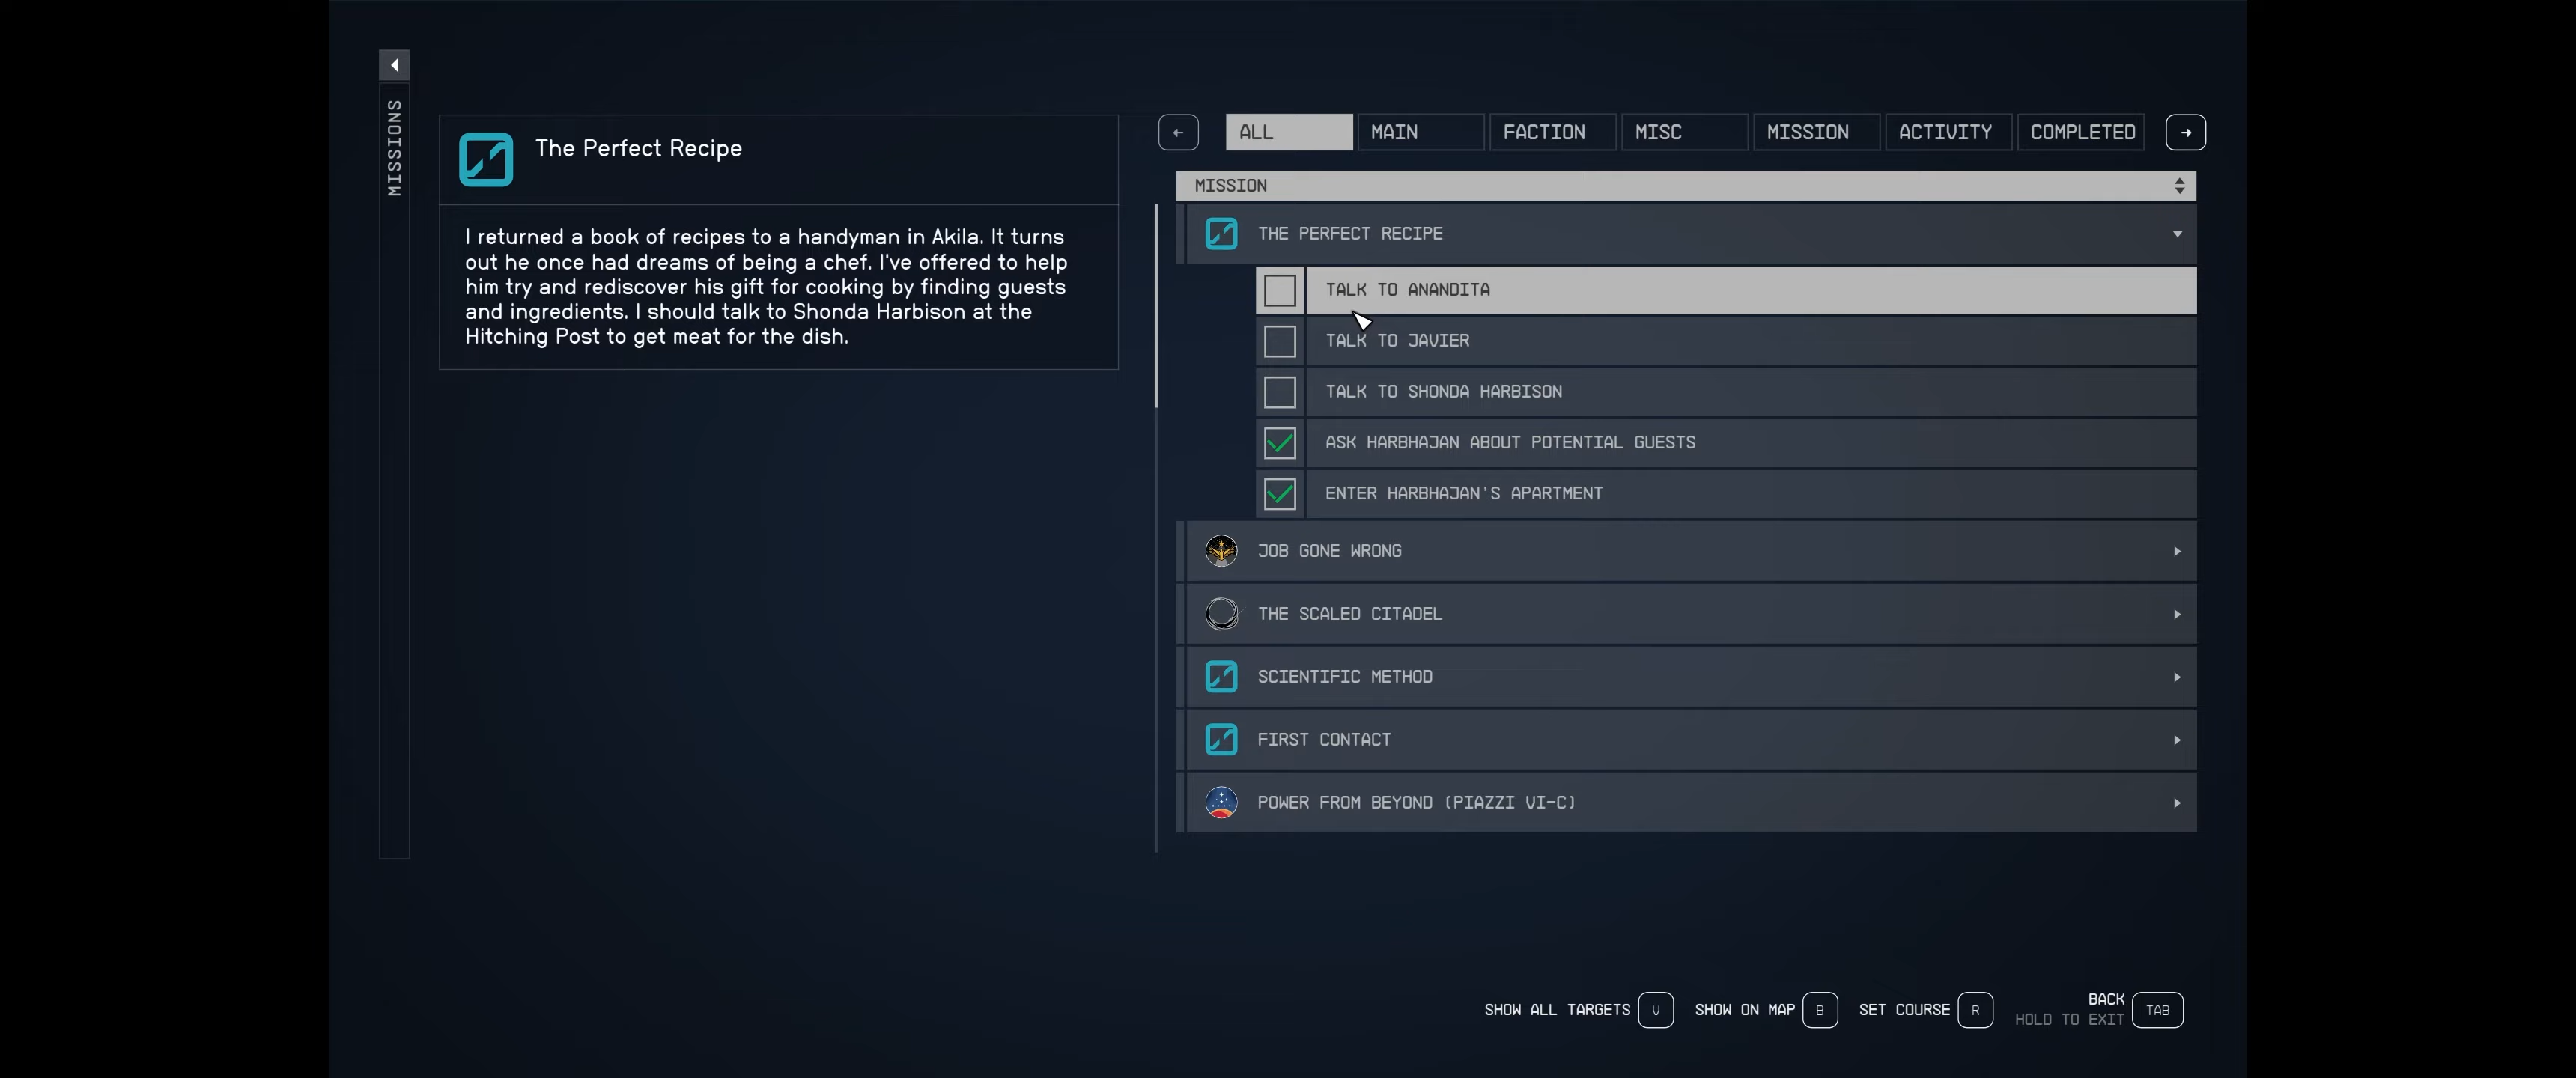 MISSIONS
The Perfect Recipe
I returned a book of recipes to a handyman in Akila. It turns
out he once had dreams of being a chef. I've offered to help
him try and rediscover his gift for cooking by finding guests
and ingredients. I should talk to Shonda Harbison at the
Hitching Post to get meat for the dish.
ALL MAIN FACTION MISC MISSION ACTIVITY COMPLETED
MISSION
THE PERFECT RECIPE
TALK TO ANANDITA
TALK TO JAVIER
TALK TO SHONDA HARBISON
ASK HARBHAJAN ABOUT POTENTIAL GUESTS
ENTER HARBHAJAN'S APARTMENT
JOB GONE WRONG
THE SCALED CITADEL
SCIENTIFIC METHOD
FIRST CONTACT
POWER FROM BEYOND (PIAZZI VI-C)
SHOW ALL TARGETS V SHOW ON MAP B SET COURSE R BACK TAB
HOLD TO EXIT